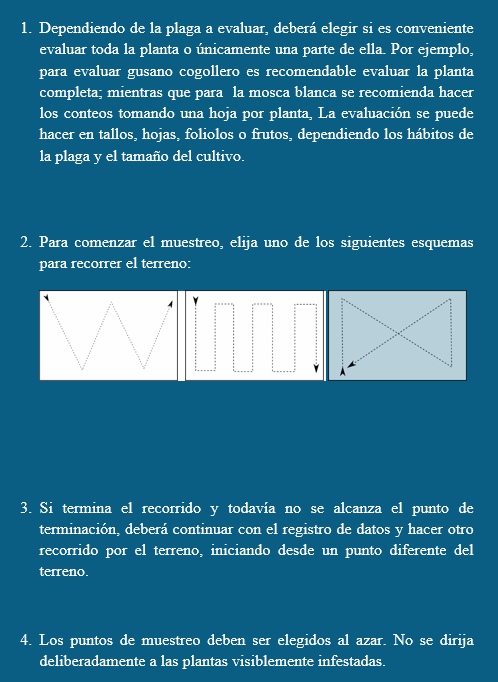 1. Dependiendo de la plaga a evaluar, deberá elegir si es conveniente
evaluar toda la planta o únicamente una parte de ella. Por ejemplo,
para evaluar gusano cogollero es recomendable evaluar la planta
completa; mientras que para la mosca blanca se recomienda hacer
los conteos tomando una hoja por planta, La evaluación se puede
hacer en tallos, hojas, foliolos o frutos, dependiendo los hábitos de
la plaga y el tamaño del cultivo.
2. Para comenzar el muestreo, elija uno de los siguientes esquemas
para recorrer el terreno:
3. Si termina el recorrido y todavía no se alcanza el punto de
terminación, deberá continuar con el registro de datos y hacer otro
recorrido por el terreno, iniciando desde un punto diferente del
terreno.
4. Los puntos de muestreo deben ser elegidos al azar. No se dirija
deliberadamente a las plantas visiblemente infestadas.